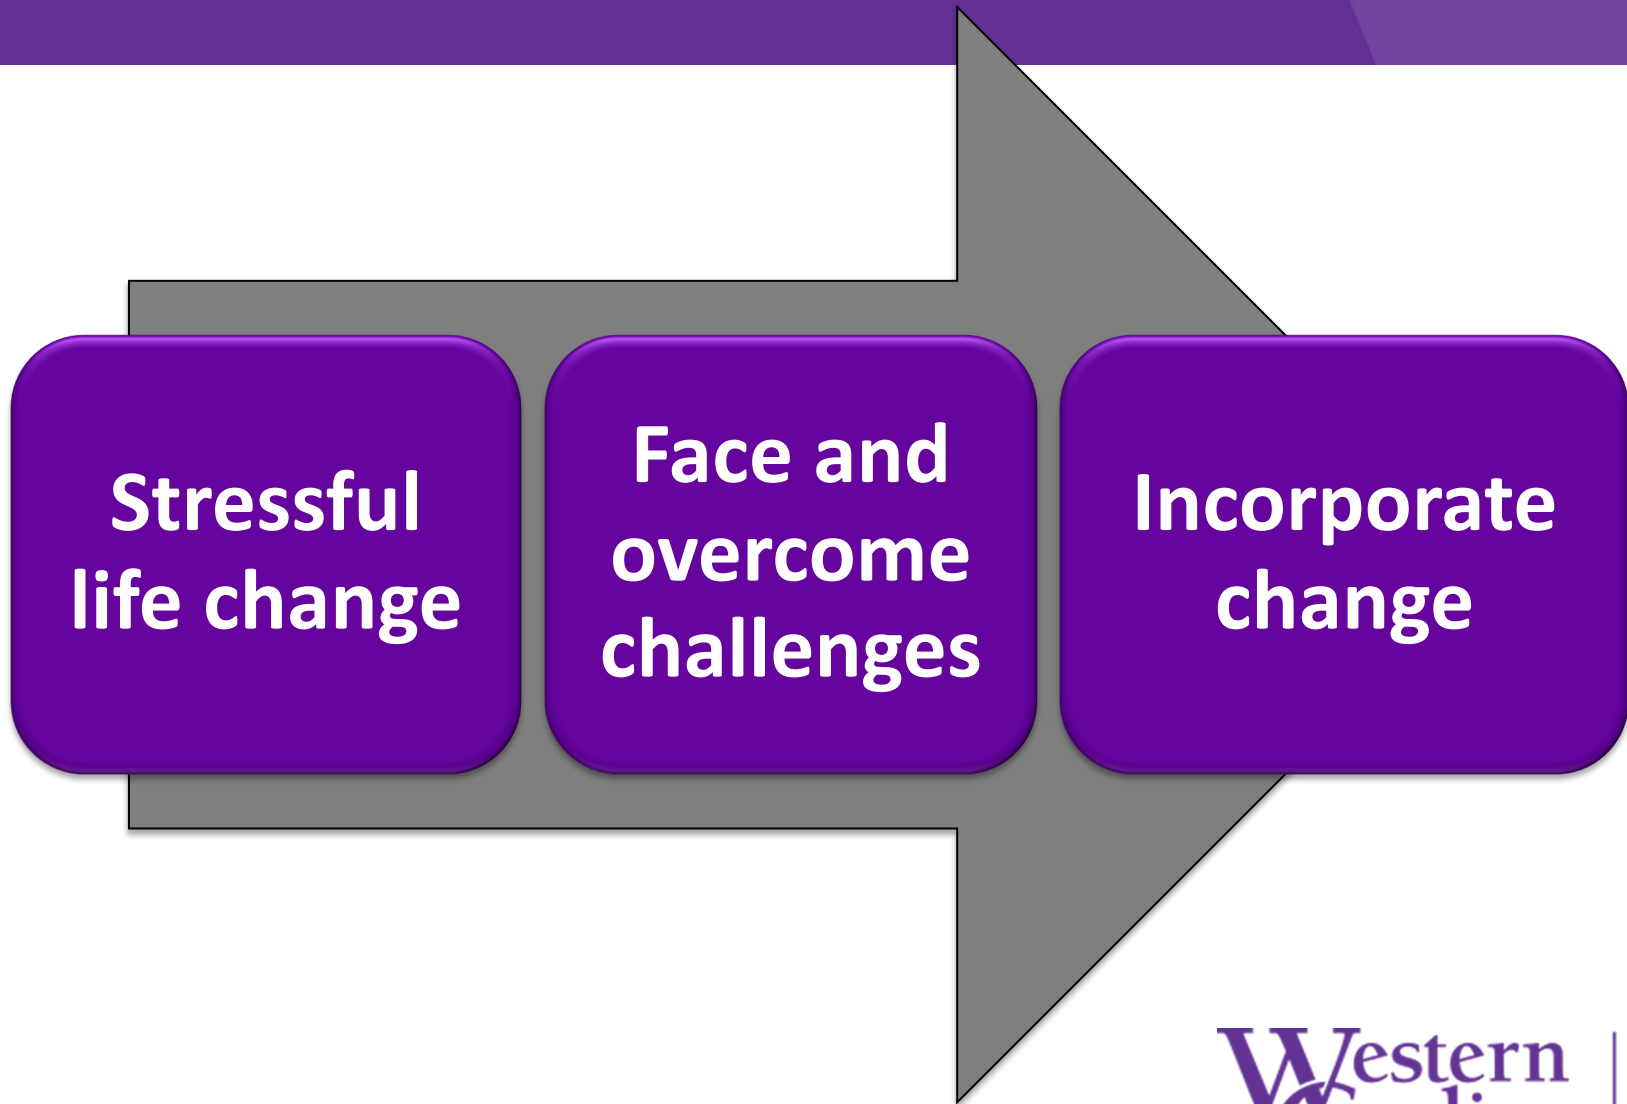 Stressful
life change
Face and
overcome
challenges
Incorporate
change
Western